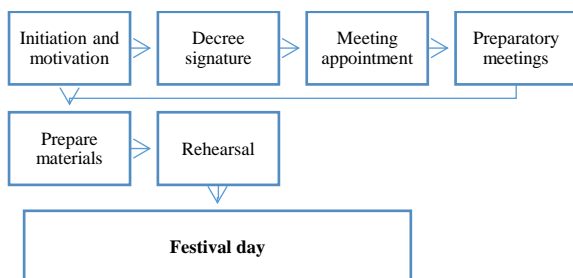 Initiation and
motivation
Decree
signature
Meeting
appointment
Preparatory
meetings
Prepare
materials
Rehearsal
Festival day